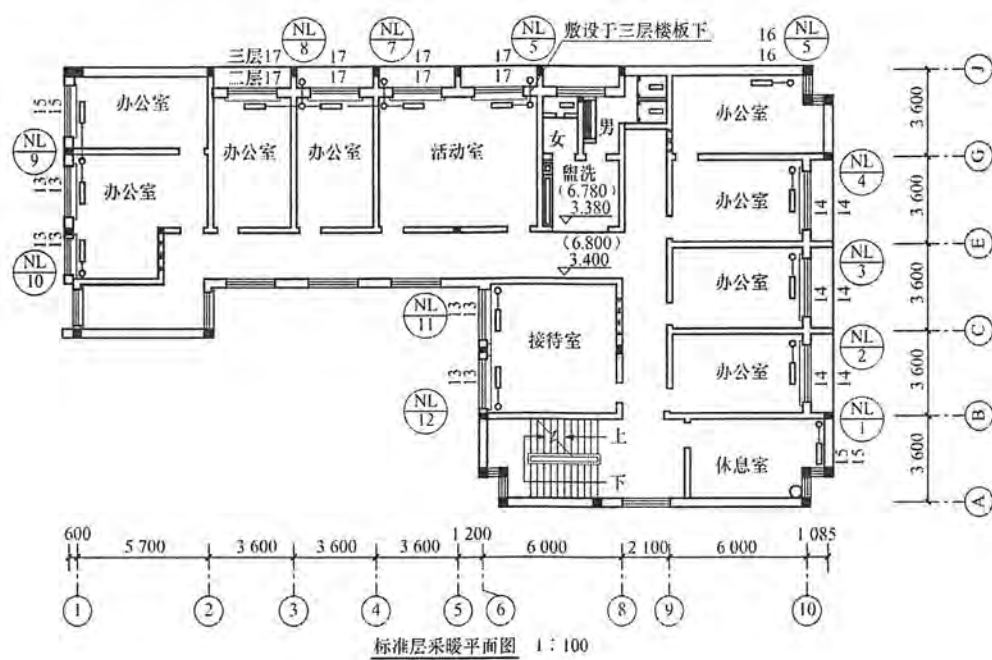 NL
8
NL
7
NL
5
敷设于三层楼板下
16
16
NL
5
三层17 17 17 17
二层17 17 17 17
J
3 600
G
3 600
E
3 600
C
3 600
B
3 600
A
15
15
办公室
NL
9
13
13
办公室
13
13
NL
10
办公室
办公室
活动室
女
男
盥洗
(6.780)
3.380
(6.800)
3.400
办公室
办公室
NL
4
14
14
办公室
NL
3
14
14
办公室
NL
2
14
14
NL
1
15
15
休息室
NL
11
13
13
接待室
13
13
NL
12
上
下
600 5 700 3 600 3 600 3 600 1 200 6 000 2 100 6 000 1 085
1 2 3 4 5 6 8 9 10
标准层采暖平面图 1:100